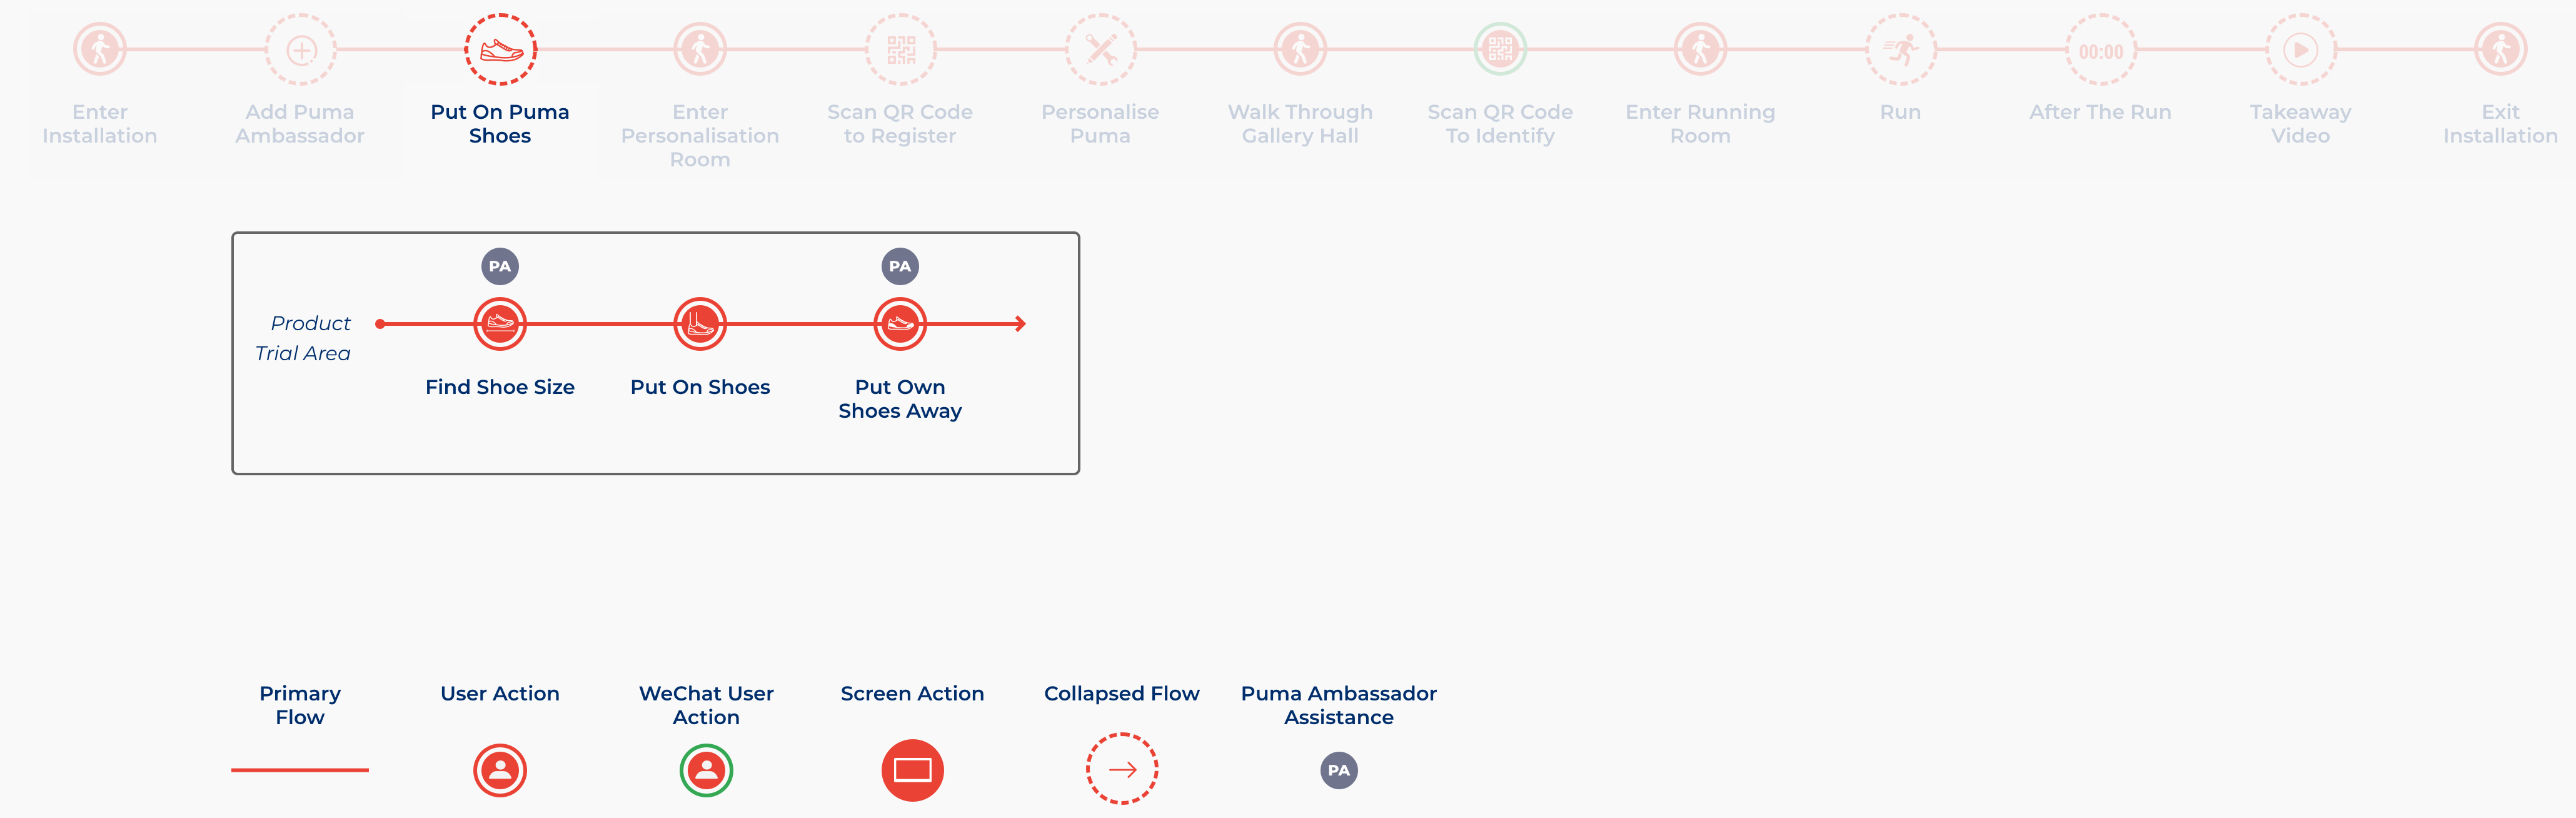 00:00
Enter
Installation
Add Puma
Ambassador
Put On Puma
Shoes
Enter
Personalisation
Room
Scan QR Code
to Register
Personalise
Puma
Walk Through
Gallery Hall
Scan QR Code
To Identify
Enter Running
Room
Run
After The Run
Takeaway
Video
Exit
Installation
PA
PA
Product
Trial Area
Find Shoe Size
Put On Shoes
Put Own
Shoes Away
Primary
Flow
User Action
WeChat User
Action
Screen Action
Collapsed Flow
Puma Ambassador
Assistance
PA